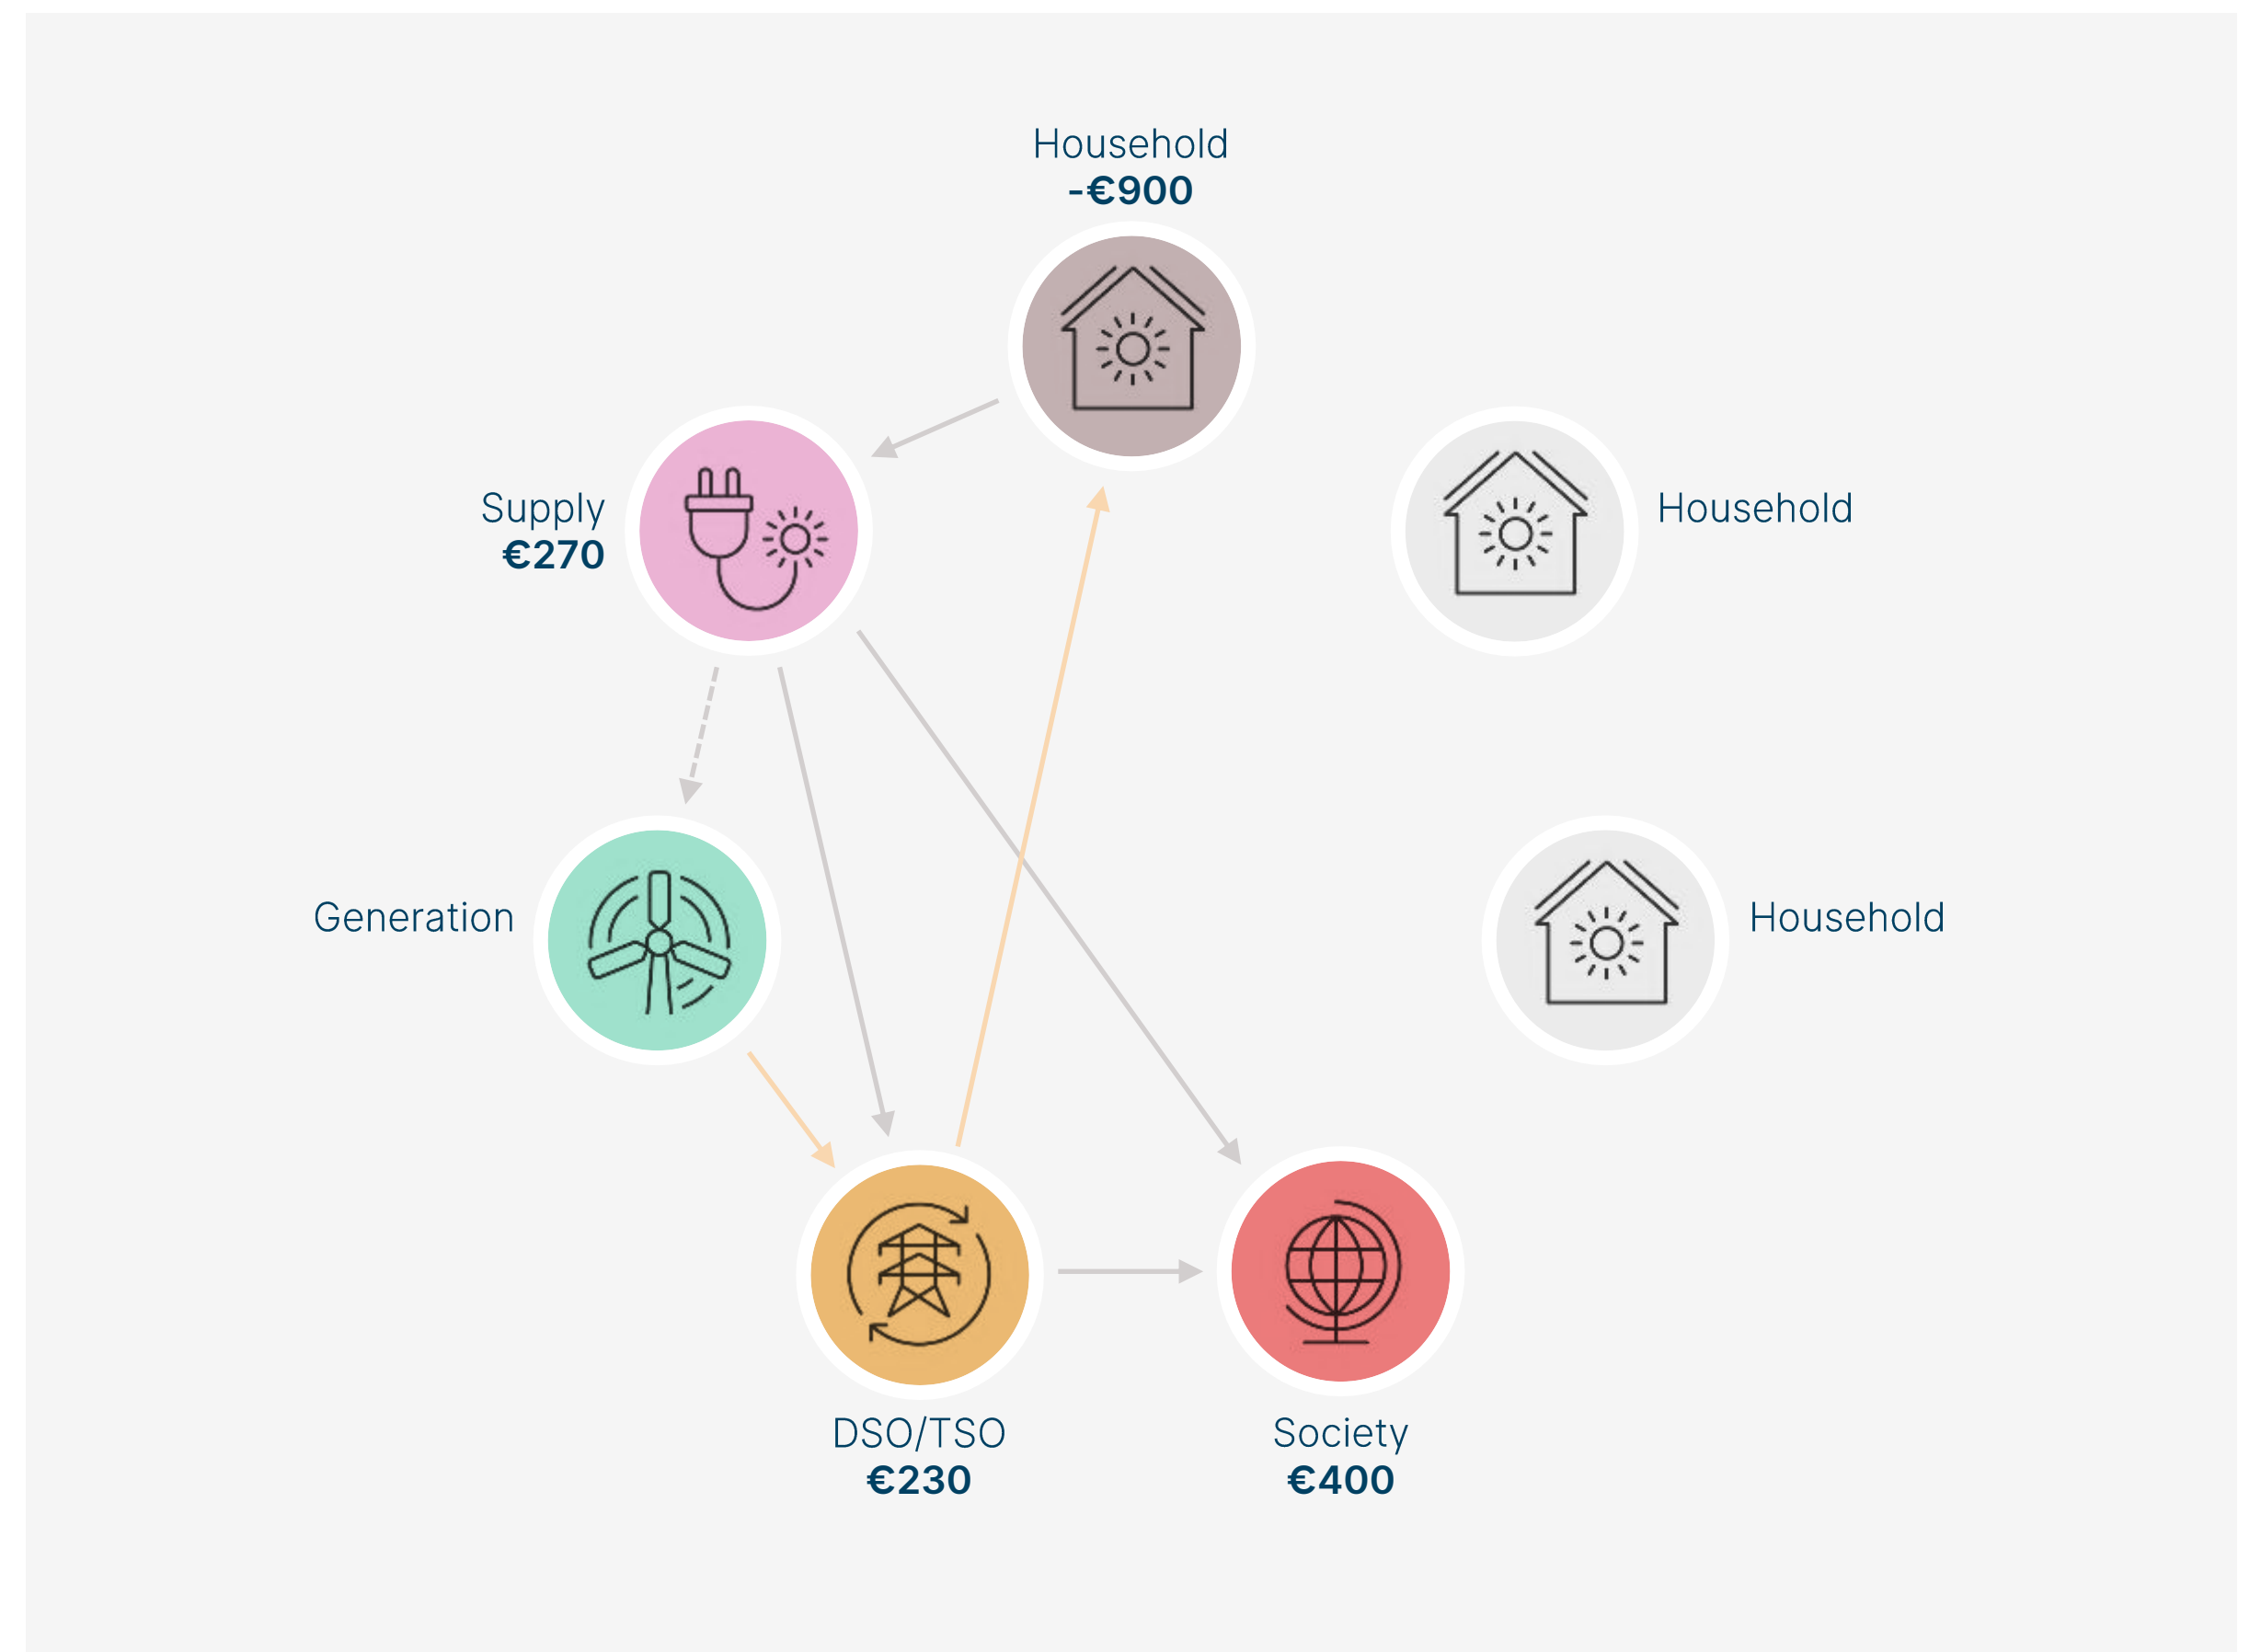 Household
-€900
Supply
€270
Household
Generation
Household
DSO/TSO
€230
Society
€400